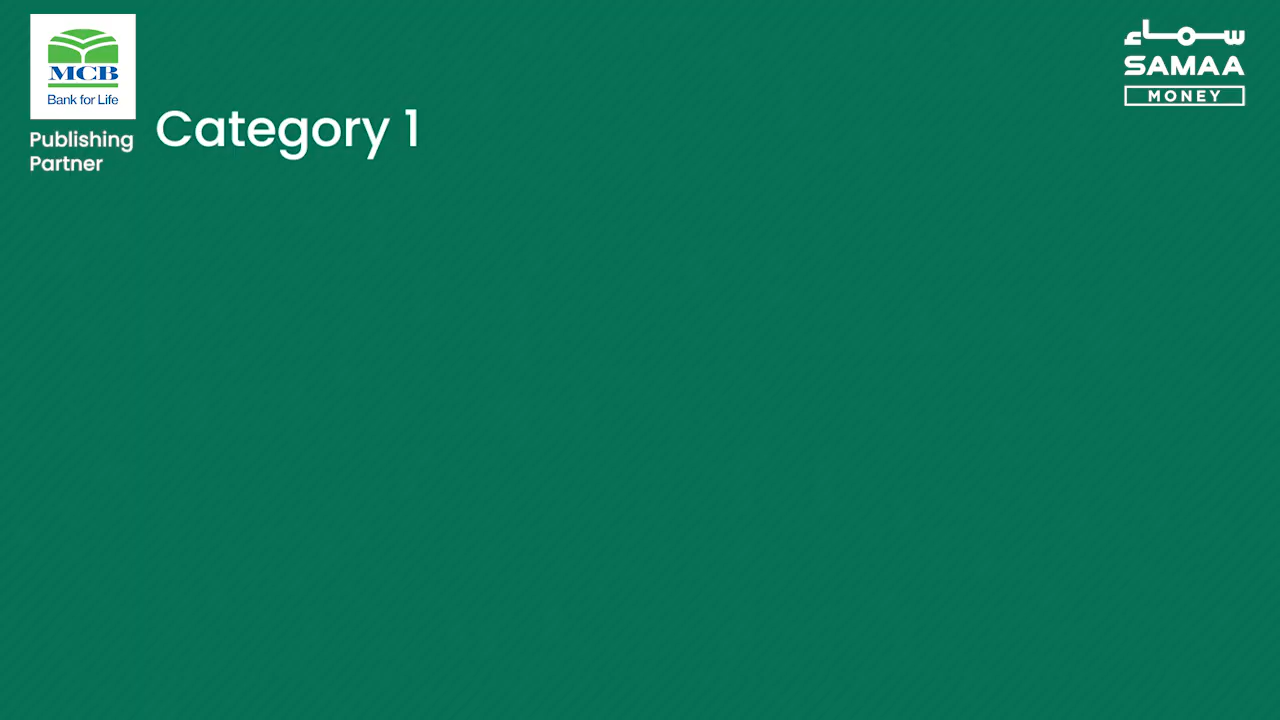 MCB
Bank for Life
Publishing
Partner
Category 1
سماء
SAMAA
MONEY